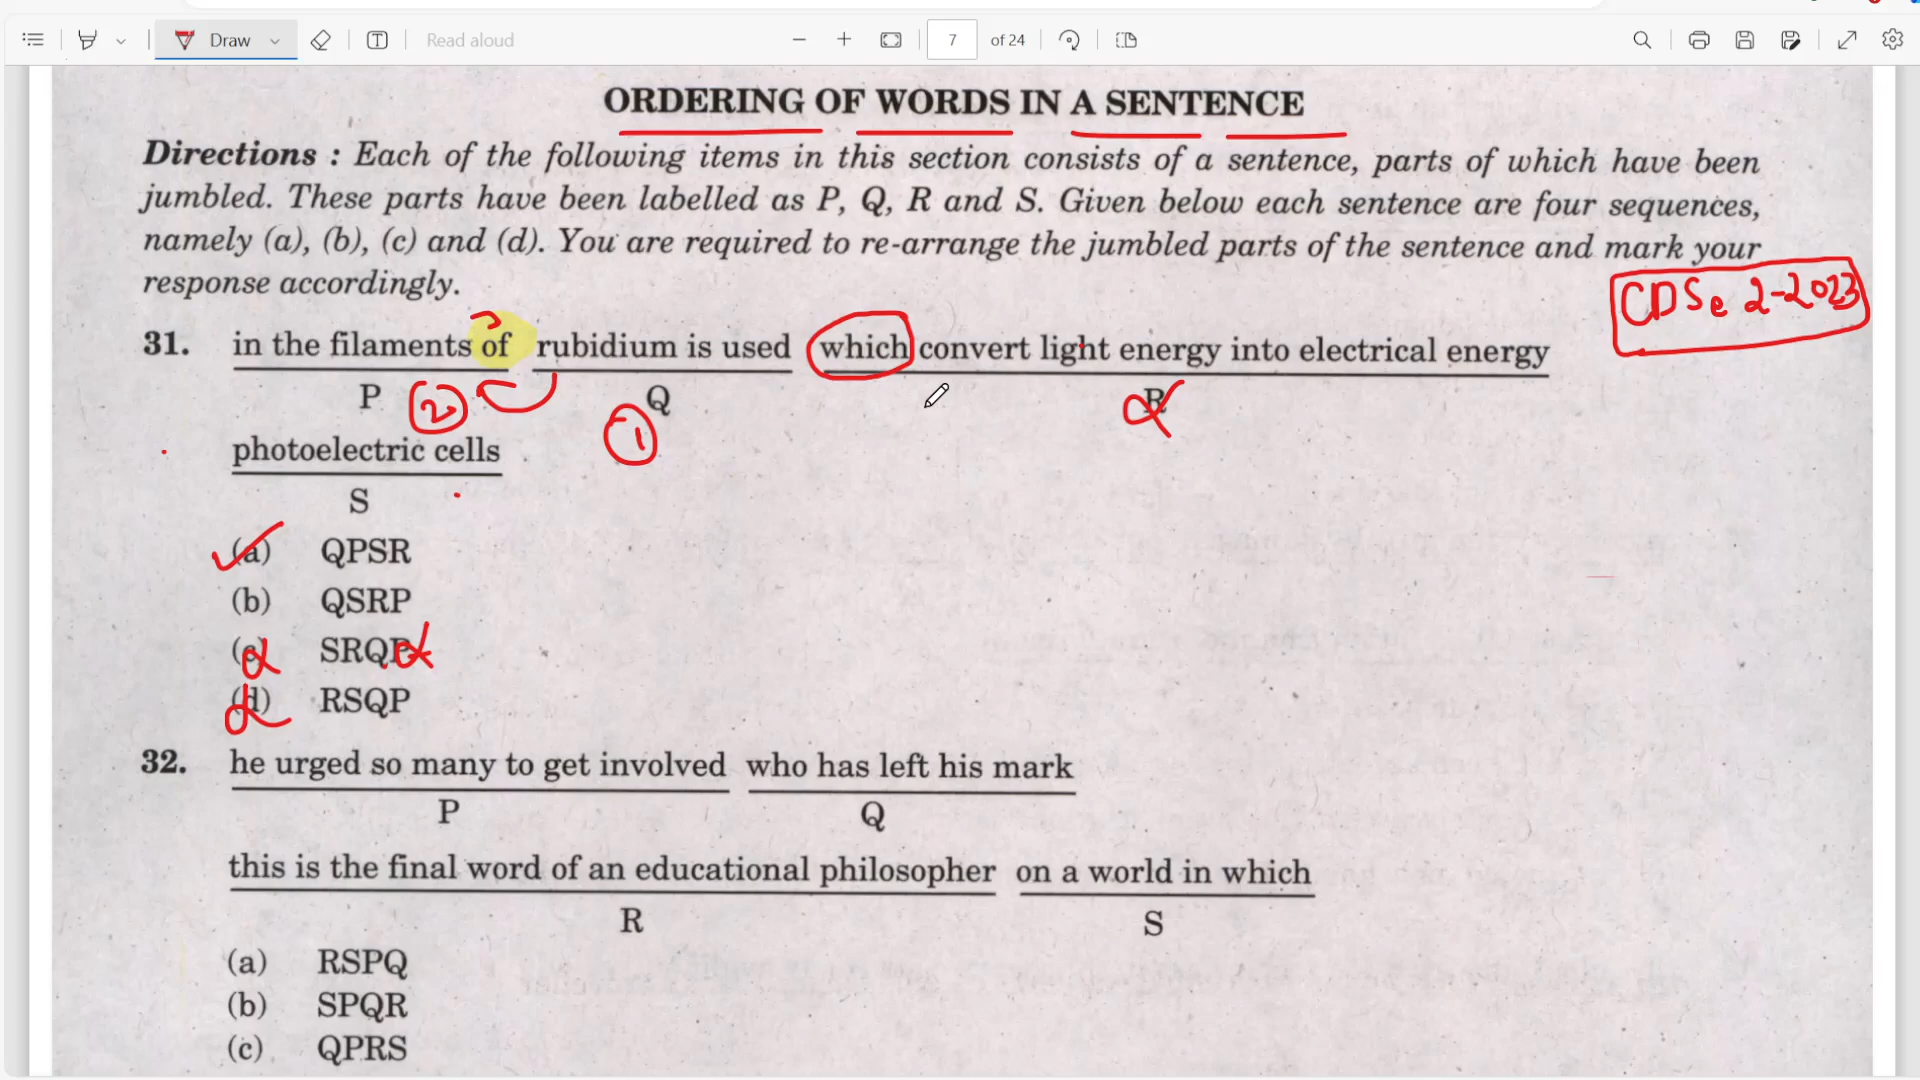 Draw
Read aloud
7 of 24
ORDERING OF WORDS IN A SENTENCE
Directions : Each of the following items in this section consists of a sentence, parts of which have been
jumbled. These parts have been labelled as P, Q, R and S. Given below each sentence are four sequences,
namely (a), (b), (c) and (d). You are required to re-arrange the jumbled parts of the sentence and mark your
response accordingly.
CDSe 2-2023
31. in the filaments of rubidium is used which convert light energy into electrical energy
P 2 Q R
1
photoelectric cells
S
(a) QPSR
(b) QSRP
(c) SRQP
(d) RSQP
32. he urged so many to get involved who has left his mark
P Q
this is the final word of an educational philosopher on a world in which
R S
(a) RSPQ
(b) SPQR
(c) QPRS